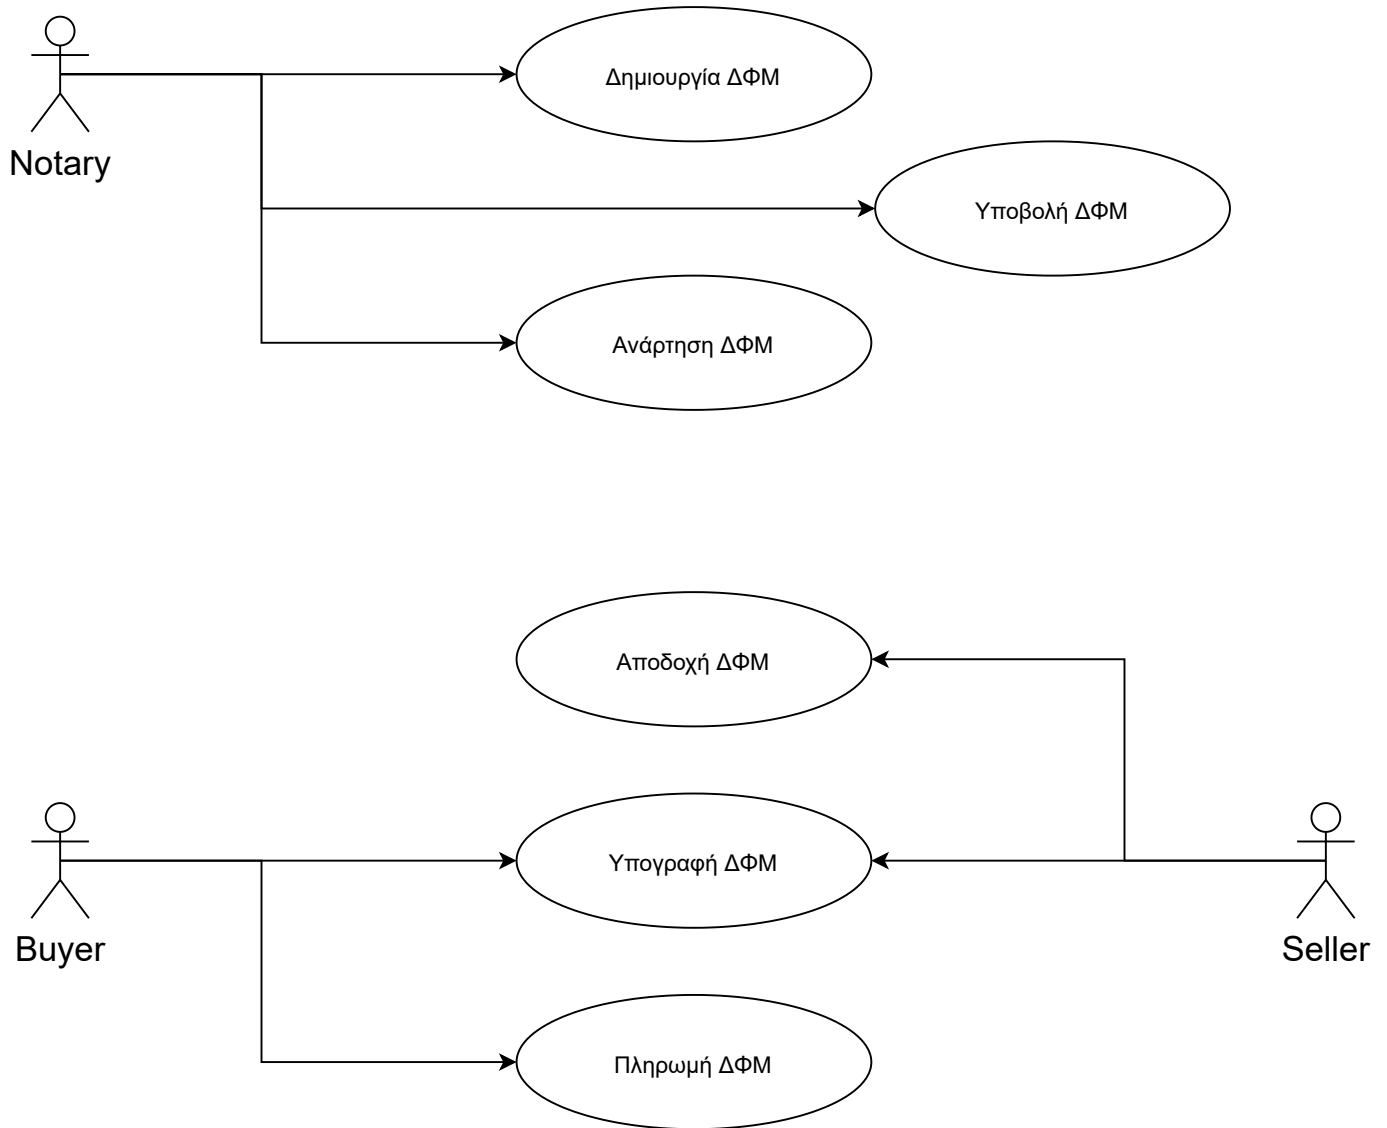 Δημιουργία ΔΦΜ
Notary
Υποβολή ΔΦΜ
Ανάρτηση ΔΦΜ
Αποδοχή ΔΦΜ
Υπογραφή ΔΦΜ
Buyer
Seller
Πληρωμή ΔΦΜ